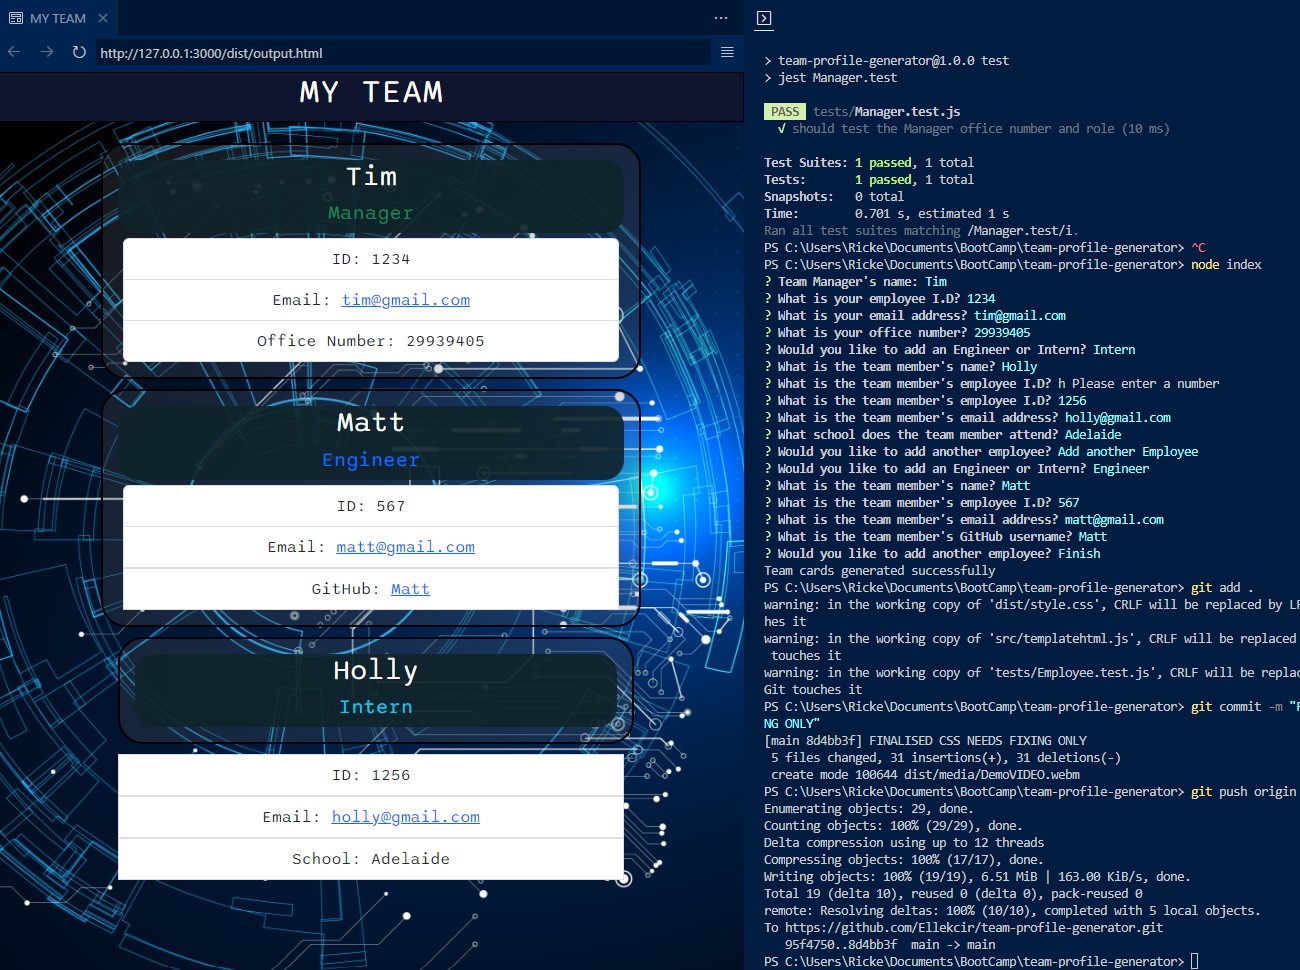 MY TEAM
http://127.0.0.1:3000/dist/output.html
MY TEAM
Tim
Manager
ID: 1234
Email: tim@gmail.com
Office Number: 29939405
Matt
Engineer
ID: 567
Email: matt@gmail.com
GitHub: Matt
Holly
Intern
ID: 1256
Email: holly@gmail.com
School: Adelaide
> team-profile-generator@1.0.0 test
> jest Manager.test
PASS tests/Manager.test.js
√ should test the Manager office number and role (10 ms)
Test Suites: 1 passed, 1 total
Tests: 1 passed, 1 total
Snapshots: 0 total
Time: 0.701 s, estimated 1 s
Ran all test suites matching /Manager.test/i.
PS C:\Users\Ricke\Documents\BootCamp\team-profile-generator> ^C
PS C:\Users\Ricke\Documents\BootCamp\team-profile-generator> node index
? Team Manager's name: Tim
? What is your employee I.D? 1234
? What is your email address? tim@gmail.com
? What is your office number? 29939405
? Would you like to add an Engineer or Intern? Intern
? What is the team member's name? Holly
? What is the team member's employee I.D? h Please enter a number
? What is the team member's employee I.D? 1256
? What is the team member's email address? holly@gmail.com
? What school does the team member attend? Adelaide
? Would you like to add another employee? Add another Employee
? Would you like to add an Engineer or Intern? Engineer
? What is the team member's name? Matt
? What is the team member's employee I.D? 567
? What is the team member's email address? matt@gmail.com
? What is the team member's GitHub username? Matt
? Would you like to add another employee? Finish
Team cards generated successfully
PS C:\Users\Ricke\Documents\BootCamp\team-profile-generator> git add .
warning: in the working copy of 'dist/style.css', CRLF will be replaced by LF
hes it
warning: in the working copy of 'src/templatehtml.js', CRLF will be replaced
touches it
warning: in the working copy of 'tests/Employee.test.js', CRLF will be replac
Git touches it
PS C:\Users\Ricke\Documents\BootCamp\team-profile-generator> git commit -m "F
NG ONLY"
[main 8d4bb3f] FINALISED CSS NEEDS FIXING ONLY
5 files changed, 31 insertions(+), 31 deletions(-)
create mode 100644 dist/media/DemoVIDEO.webm
PS C:\Users\Ricke\Documents\BootCamp\team-profile-generator> git push origin
Enumerating objects: 29, done.
Counting objects: 100% (29/29), done.
Delta compression using up to 12 threads
Compressing objects: 100% (17/17), done.
Writing objects: 100% (19/19), 6.51 MiB | 163.00 KiB/s, done.
Total 19 (delta 10), reused 0 (delta 0), pack-reused 0
remote: Resolving deltas: 100% (10/10), completed with 5 local objects.
To https://github.com/Ellekcir/team-profile-generator.git
95f4750..8d4bb3f main -> main
PS C:\Users\Ricke\Documents\BootCamp\team-profile-generator>